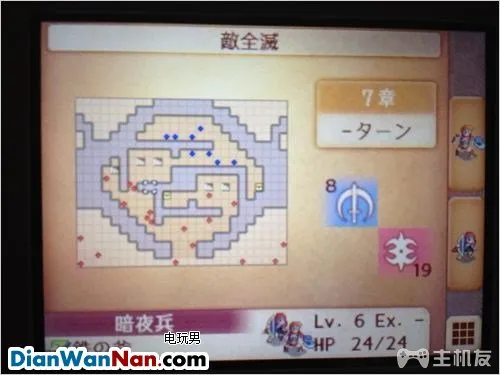 敵全滅
7章
-ターン
8
19
暗夜兵
Lv. 6 Ex. -
HP 24/24
电玩男
DianWanNan.com
主机友